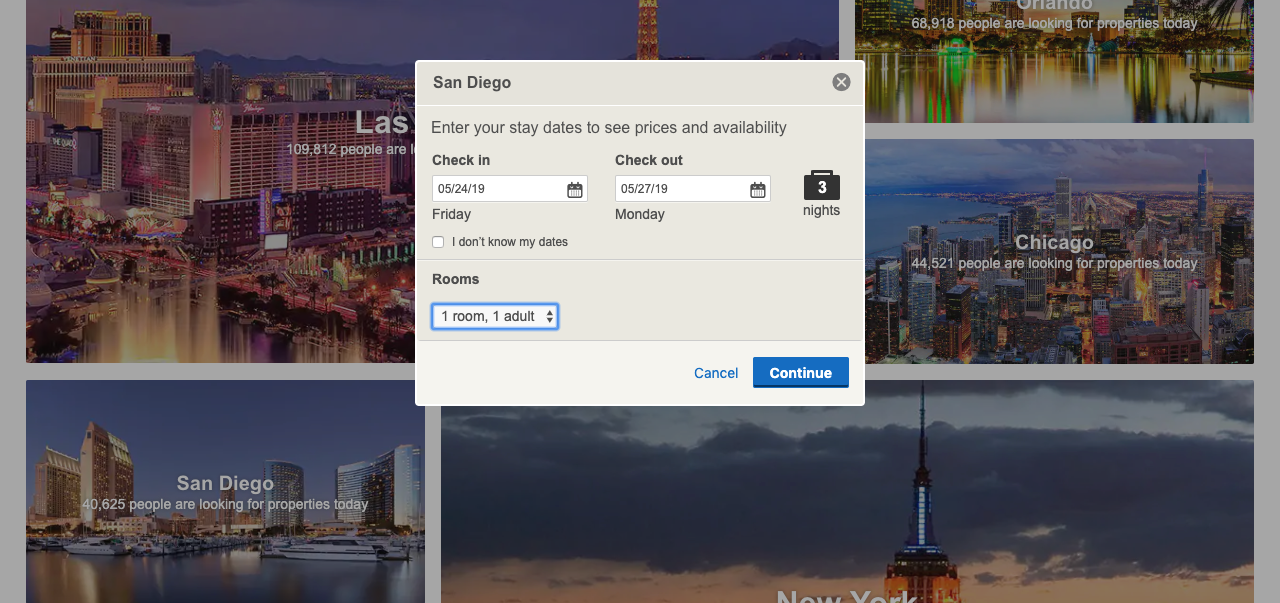 Orlando
68,918 people are looking for properties today
Las
109,812 people are l
San Diego
Enter your stay dates to see prices and availability
Check in
Check out
05/24/19
05/27/19
3
nights
Friday
Monday
I don't know my dates
Rooms
1 room, 1 adult
Cancel
Continue
Chicago
44,521 people are looking for properties today
San Diego
40,625 people are looking for properties today
New York